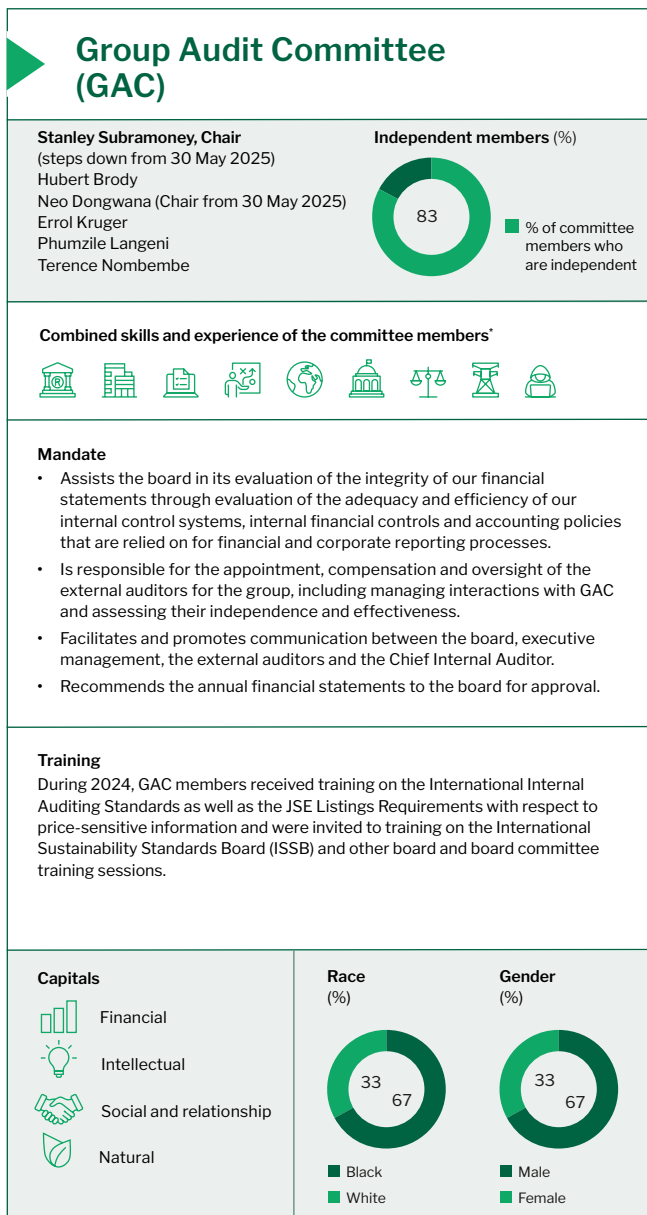 Group Audit Committee
(GAC)
Stanley Subramoney, Chair
(steps down from 30 May 2025)
Hubert Brody
Neo Dongwana (Chair from 30 May 2025)
Errol Kruger
Phumzile Langeni
Terence Nombembe
Independent members (%)
83
% of committee
members who
are independent
Combined skills and experience of the committee members*
®
Mandate
• Assists the board in its evaluation of the integrity of our financial
statements through evaluation of the adequacy and efficiency of our
internal control systems, internal financial controls and accounting policies
that are relied on for financial and corporate reporting processes.
• Is responsible for the appointment, compensation and oversight of the
external auditors for the group, including managing interactions with GAC
and assessing their independence and effectiveness.
• Facilitates and promotes communication between the board, executive
management, the external auditors and the Chief Internal Auditor.
• Recommends the annual financial statements to the board for approval.
Training
During 2024, GAC members received training on the International Internal
Auditing Standards as well as the JSE Listings Requirements with respect to
price-sensitive information and were invited to training on the International
Sustainability Standards Board (ISSB) and other board and board committee
training sessions.
Capitals
Financial
Intellectual
Social and relationship
Natural
Race
(%)
33
67
Black
White
Gender
(%)
33
67
Male
Female